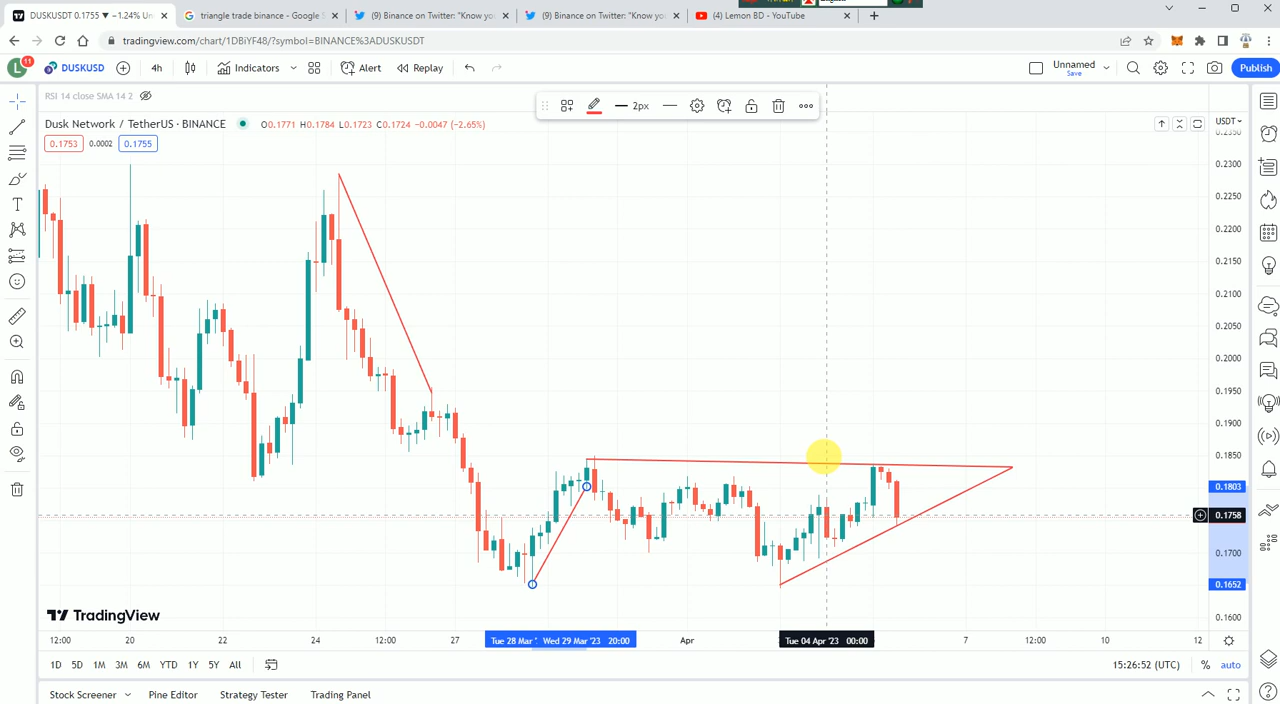 DUSKUSDT 0.1755 ▼ −1.24% Un
triangle trade binance - Google S
(9) Binance on Twitter: "Know yo
(9) Binance on Twitter: "Know yo
(4) Lemon BD - YouTube
tradingview.com/chart/1DBiYF48/?symbol=BINANCE%3ADUSKUSDT
L 11
DUSKUSD
4h
Indicators
Alert
Replay
Unnamed
Save
Publish
RSI 14 close SMA 14 2
2px
Dusk Network / TetherUS · BINANCE
O0.1771 H0.1784 L0.1723 C0.1724 −0.0047 (−2.65%)
0.1753
0.0002
0.1755
USDT
0.2350
0.2300
0.2250
0.2200
0.2150
0.2100
0.2050
0.2000
0.1950
0.1900
0.1850
0.1803
0.1758
0.1700
0.1652
0.1600
TradingView
12:00
20
22
24
12:00
27
Tue 28 Mar '
Wed 29 Mar '23 20:00
Apr
Tue 04 Apr '23 00:00
7
12:00
10
12
1D
5D
1M
3M
6M
YTD
1Y
5Y
All
15:26:52 (UTC)
%
auto
Stock Screener
Pine Editor
Strategy Tester
Trading Panel